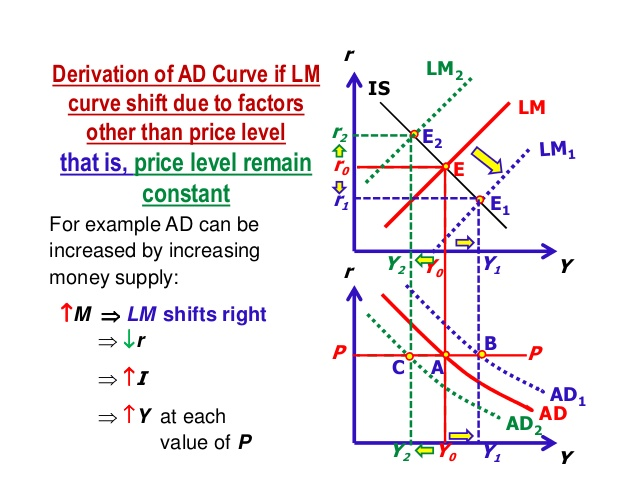 Derivation of AD Curve if LM
curve shift due to factors
other than price level
that is, price level remain
constant
For example AD can be
increased by increasing
money supply:
↑M ⇒ LM shifts right
⇒ ↓r
⇒ ↑I
⇒ ↑Y at each
value of P
r
LM₂
IS
LM
r₂
E₂
LM₁
r₀
E
r₁
E₁
Y₂ Y₀ Y₁ Y
r
P
B
P
C A
AD₁
AD
AD₂
Y₂ Y₀ Y₁ Y